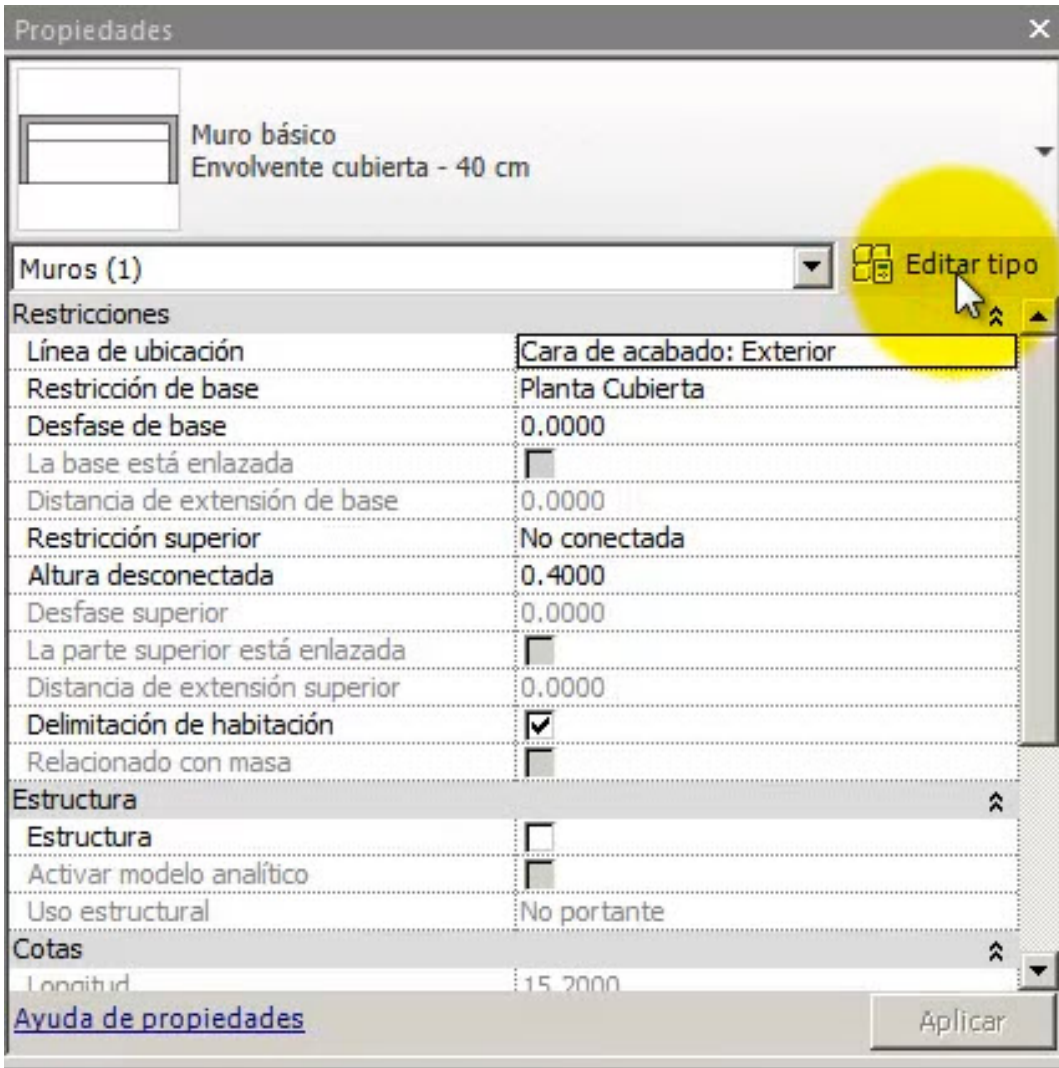 Propiedades
Muro básico
Envolvente cubierta - 40 cm
Muros (1)
Editar tipo
Restricciones
Línea de ubicación Cara de acabado: Exterior
Restricción de base Planta Cubierta
Desfase de base 0.0000
La base está enlazada
Distancia de extensión de base 0.0000
Restricción superior No conectada
Altura desconectada 0.4000
Desfase superior 0.0000
La parte superior está enlazada
Distancia de extensión superior 0.0000
Delimitación de habitación
Relacionado con masa
Estructura
Estructura
Activar modelo analítico
Uso estructural No portante
Cotas
Longitud 15.2000
Ayuda de propiedades
Aplicar